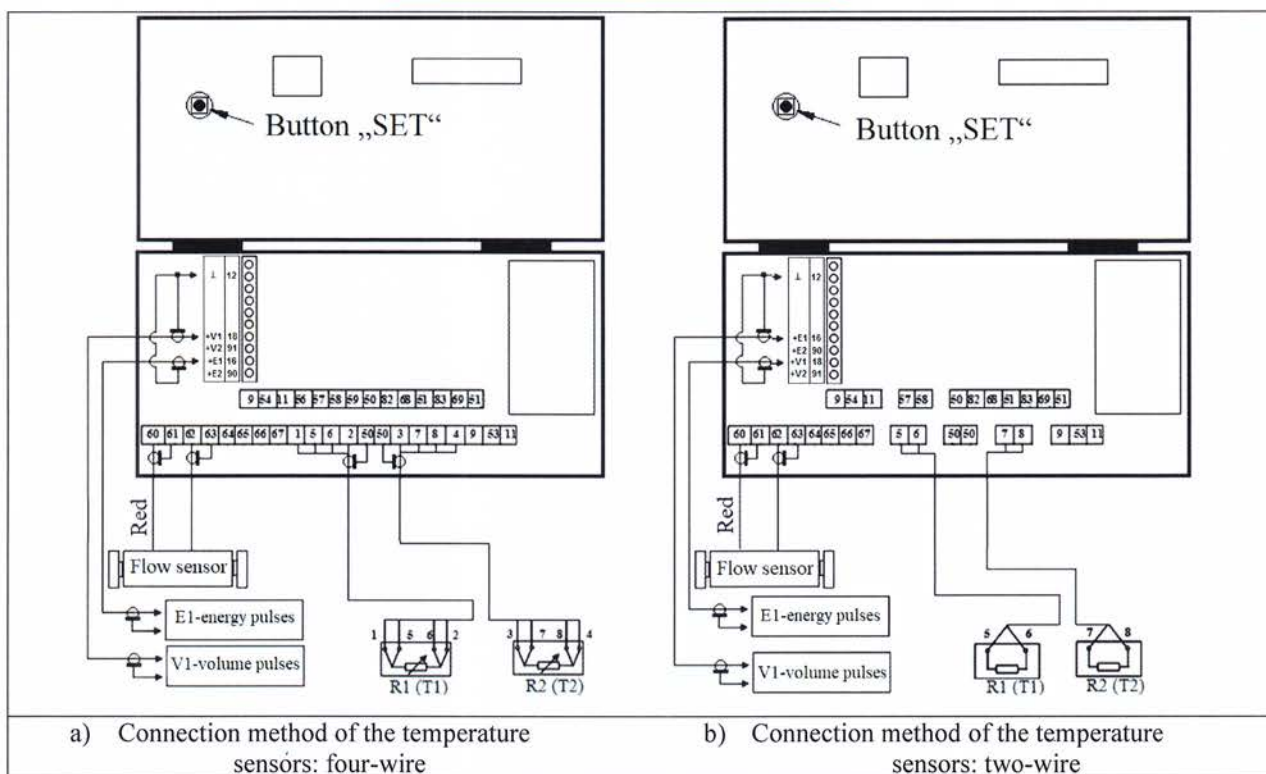 Button „SET“
Button „SET“
⊥ 12
+V1 18
+V2 91
+E1 16
+E2 90
9 54 11 56 57 58 59 50 82 68 51 83 69 51
60 61 62 63 64 65 66 67 1 5 6 2 50 50 3 7 8 4 9 53 11
Red
Flow sensor
E1-energy pulses
V1-volume pulses
1 5 6 2
R1 (T1)
3 7 8 4
R2 (T2)
⊥ 12
+E1 16
+E2 90
+V1 18
+V2 91
9 54 11 57 58 50 82 68 51 83 69 51
60 61 62 63 64 65 66 67 5 6 50 50 7 8 9 53 11
Red
Flow sensor
E1-energy pulses
V1-volume pulses
5 6
R1 (T1)
7 8
R2 (T2)
a) Connection method of the temperature
sensors: four-wire
b) Connection method of the temperature
sensors: two-wire